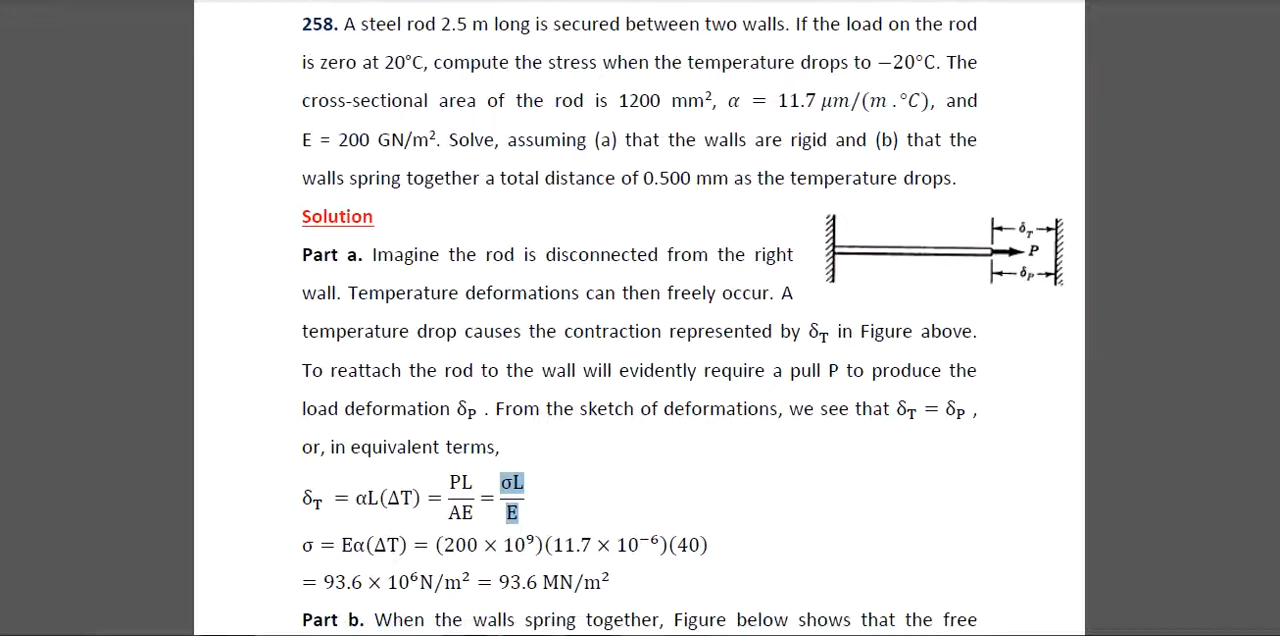 258. A steel rod 2.5 m long is secured between two walls. If the load on the rod
is zero at 20°C, compute the stress when the temperature drops to −20°C. The
cross-sectional area of the rod is 1200 mm², α = 11.7 μm/(m .°C), and
E = 200 GN/m². Solve, assuming (a) that the walls are rigid and (b) that the
walls spring together a total distance of 0.500 mm as the temperature drops.
Solution
δT
P
δP
Part a. Imagine the rod is disconnected from the right
wall. Temperature deformations can then freely occur. A
temperature drop causes the contraction represented by δT in Figure above.
To reattach the rod to the wall will evidently require a pull P to produce the
load deformation δP . From the sketch of deformations, we see that δT = δP ,
or, in equivalent terms,
δT = αL(ΔT) = PL/AE = σL/E
σ = Eα(ΔT) = (200 × 10⁹)(11.7 × 10⁻⁶)(40)
= 93.6 × 10⁶N/m² = 93.6 MN/m²
Part b. When the walls spring together, Figure below shows that the free